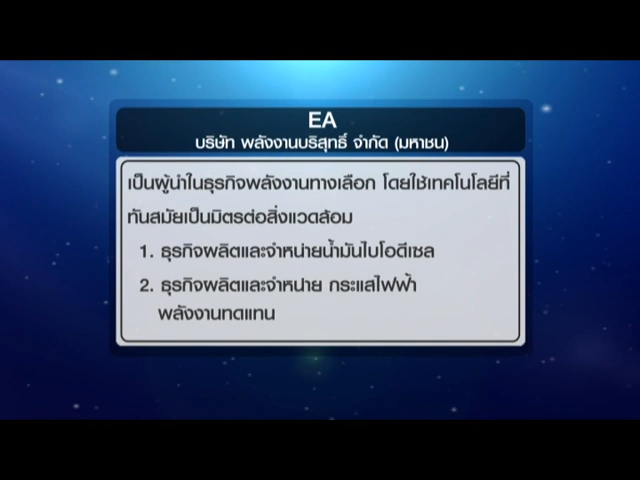 EA
บริษัท พลังงานบริสุทธิ์ จำกัด (มหาชน)
เป็นผู้นำในธุรกิจพลังงานทางเลือก โดยใช้เทคโนโลยีที่
ทันสมัยเป็นมิตรต่อสิ่งแวดล้อม
1. ธุรกิจผลิตและจำหน่ายน้ำมันไบโอดีเซล
2. ธุรกิจผลิตและจำหน่าย กระแสไฟฟ้า
พลังงานทดแทน